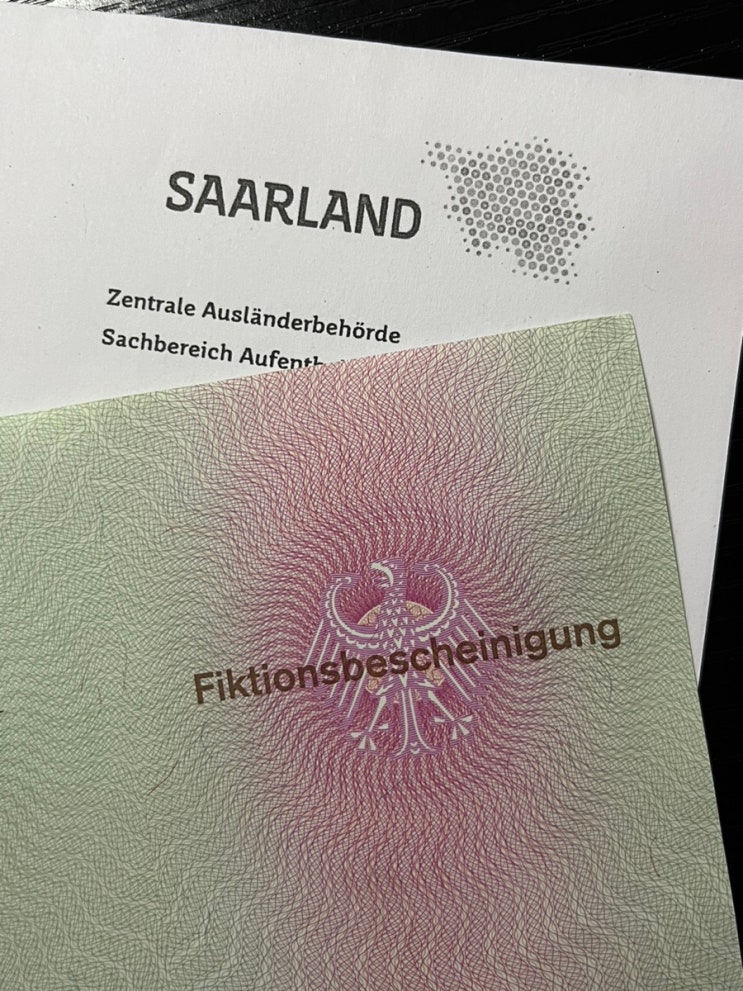 SAARLAND
Zentrale Ausländerbehörde
Sachbereich
Fiktionsbescheinigung